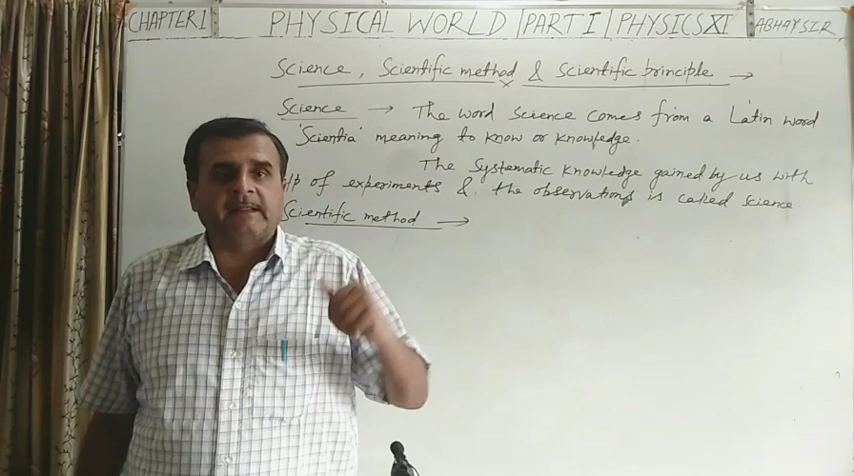 CHAPTER 1 PHYSICAL WORLD | PART I | PHYSICS XI ABHAY SIR
Science, Scientific method & Scientific principle →
Science → The word Science comes from a Latin word
'Scientia' meaning to know or knowledge.
The Systematic knowledge gained by us with
of experiments & the observations is called science.
Scientific method →